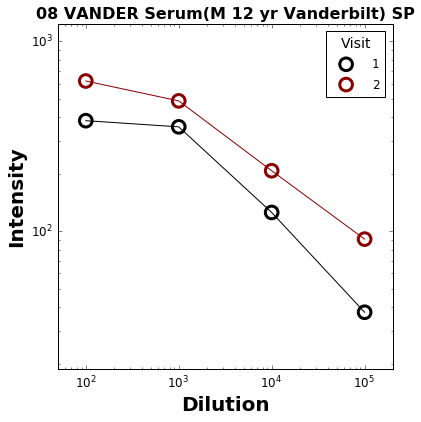 08 VANDER Serum(M 12 yr Vanderbilt) SP
Visit
1
2
Intensity
10³
10²
10² 10³ 10⁴ 10⁵
Dilution